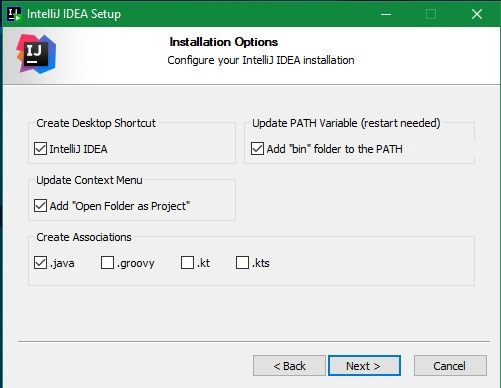 IntelliJ IDEA Setup
IJ
Installation Options
Configure your IntelliJ IDEA installation
Create Desktop Shortcut
IntelliJ IDEA
Update PATH Variable (restart needed)
Add "bin" folder to the PATH
Update Context Menu
Add "Open Folder as Project"
Create Associations
.java .groovy .kt .kts
< Back Next > Cancel